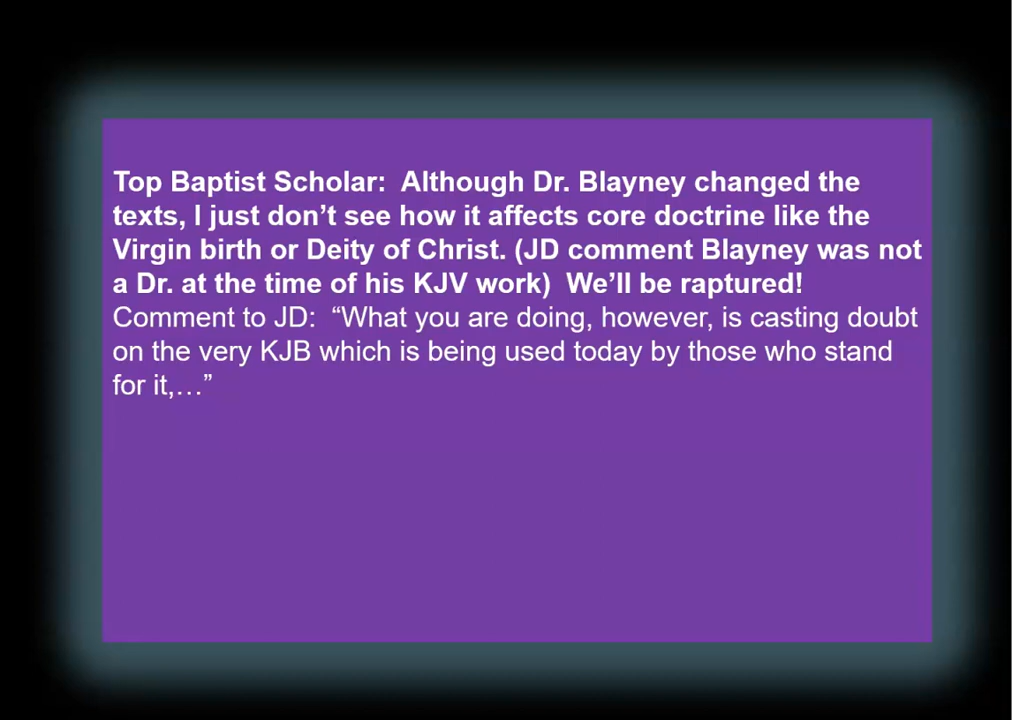 Top Baptist Scholar:  Although Dr. Blayney changed the
texts, I just don’t see how it affects core doctrine like the
Virgin birth or Deity of Christ. (JD comment Blayney was not
a Dr. at the time of his KJV work)  We’ll be raptured!
Comment to JD:  “What you are doing, however, is casting doubt
on the very KJB which is being used today by those who stand
for it,…”